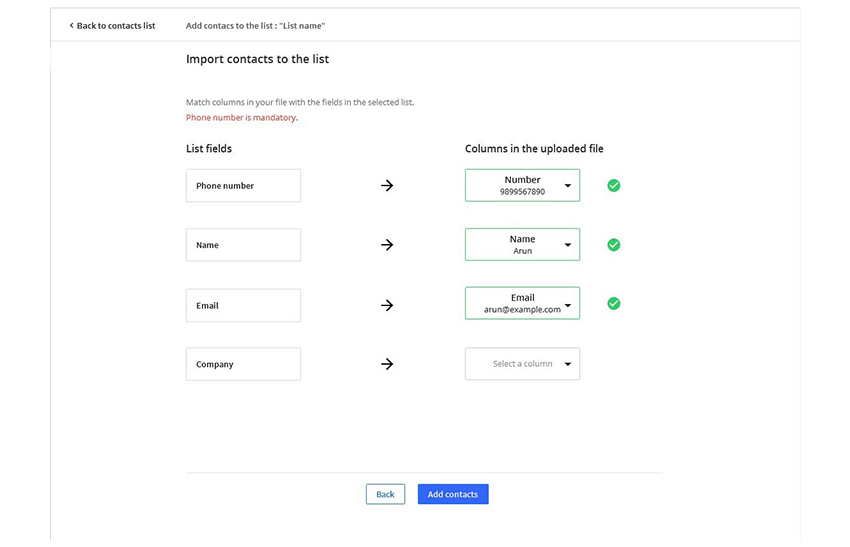 Back to contacts list
Add contacs to the list : "List name"
Import contacts to the list
Match columns in your file with the fields in the selected list.
Phone number is mandatory.
List fields
Columns in the uploaded file
Phone number
Number
9899567890
Name
Name
Arun
Email
Email
arun@example.com
Company
Select a column
Back
Add contacts